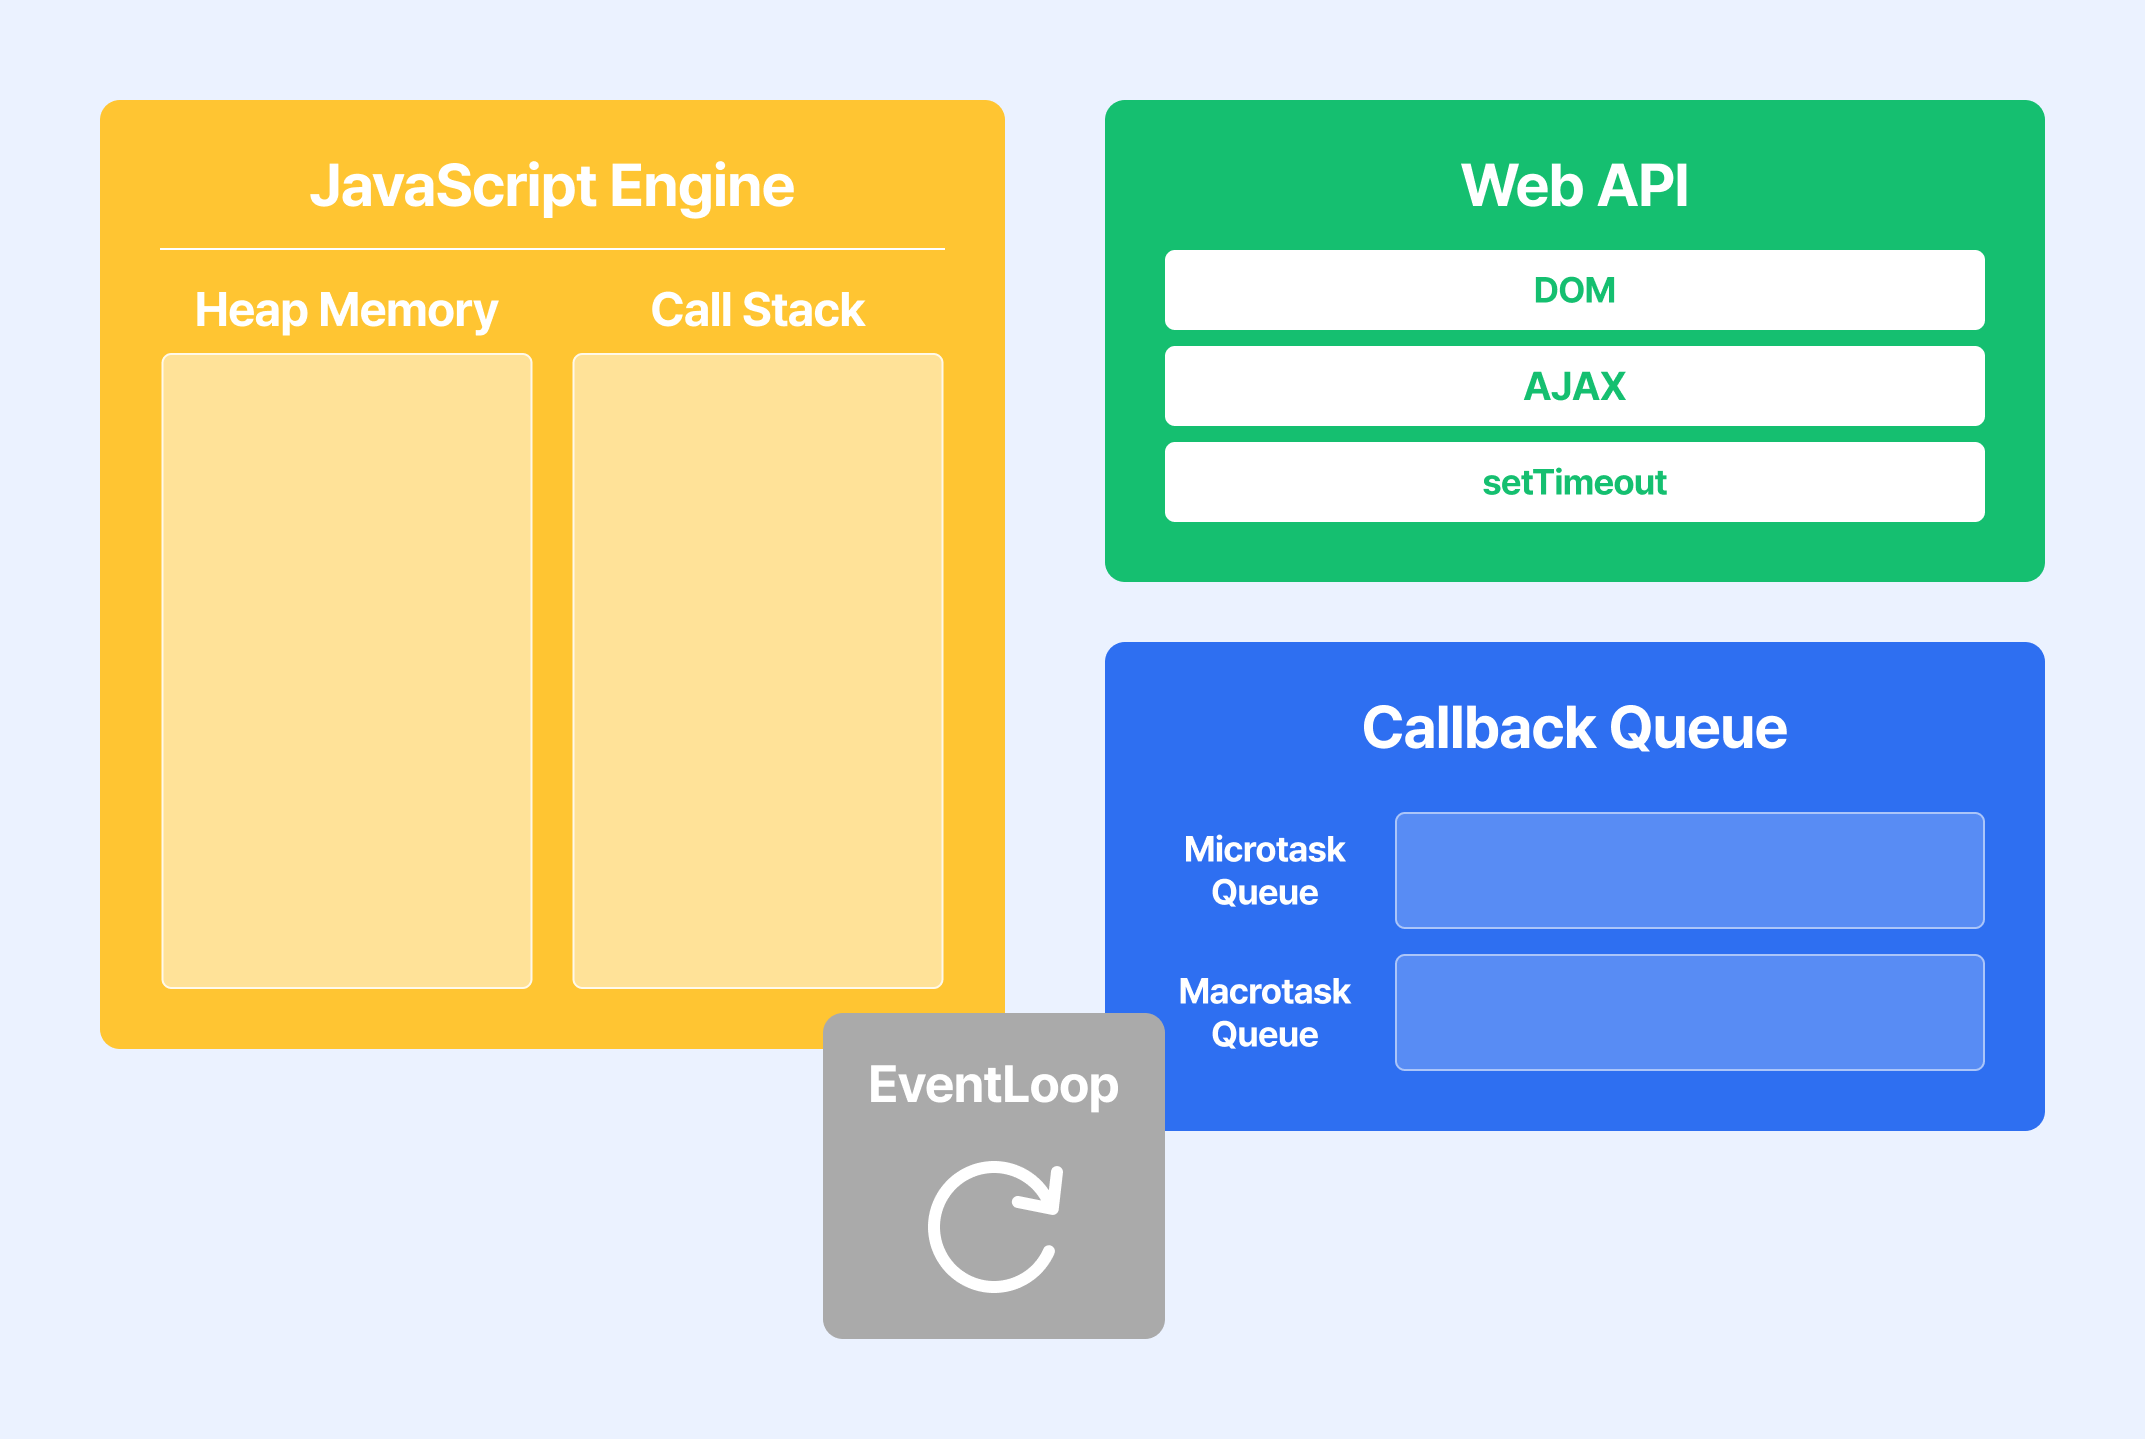 JavaScript Engine
Heap Memory
Call Stack
Web API
DOM
AJAX
setTimeout
Callback Queue
Microtask
Queue
Macrotask
Queue
EventLoop